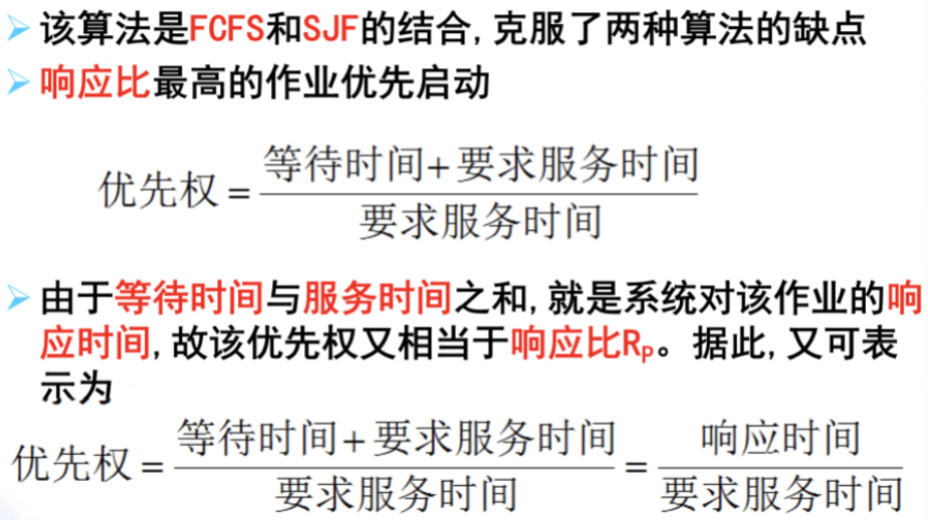 该算法是FCFS和SJF的结合,克服了两种算法的缺点
响应比最高的作业优先启动
优先权=
等待时间+要求服务时间
要求服务时间
由于等待时间与服务时间之和,就是系统对该作业的响
应时间,故该优先权又相当于响应比RP。据此,又可表
示为
优先权=
等待时间+要求服务时间
要求服务时间
=
响应时间
要求服务时间